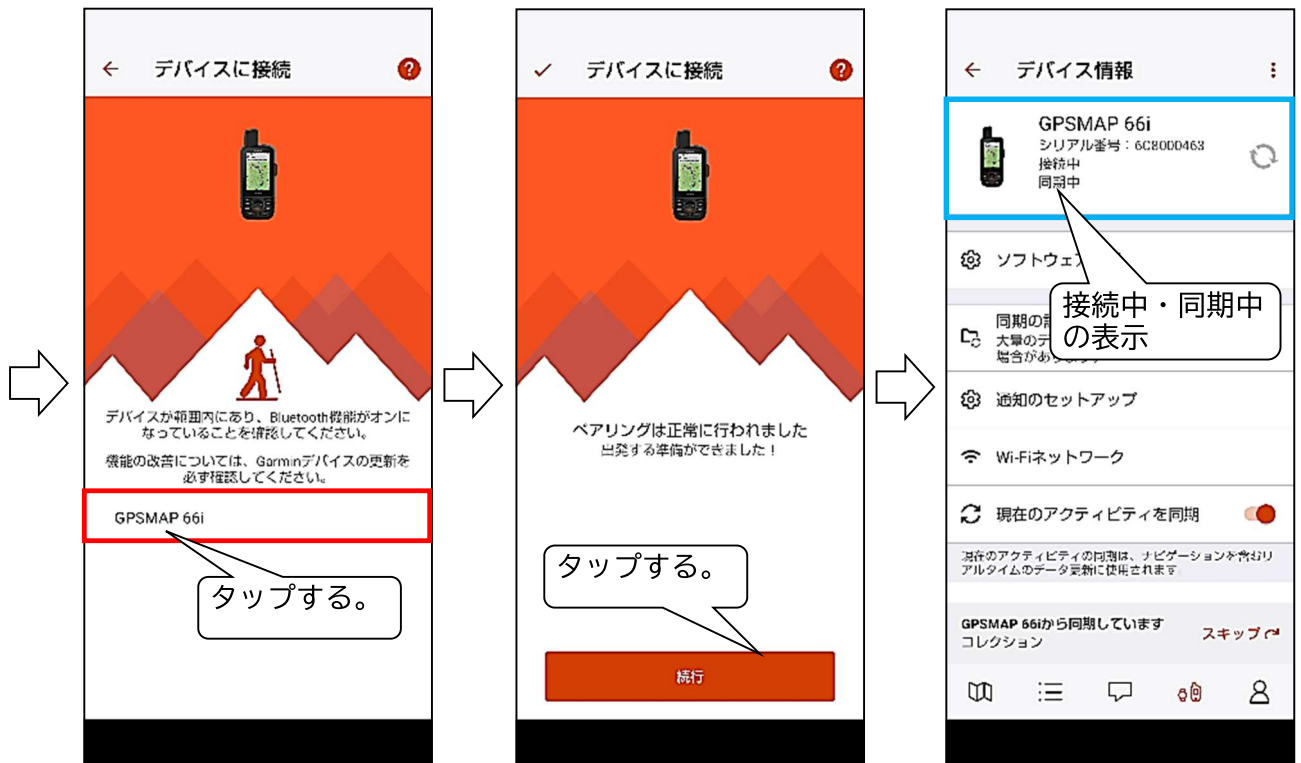 デバイスに接続
?
デバイスが範囲内にあり、Bluetooth機能がオンに
なっていることを確認してください。
機能の改善については、Garminデバイスの更新を
必ず確認してください。
GPSMAP 66i
タップする。
デバイスに接続
?
ペアリングは正常に行われました
出発する準備ができました！
タップする。
続行
デバイス情報
GPSMAP 66i
シリアル番号：6C8000463
接続中
同期中
ソフトウェ
接続中・同期中
の表示
同期の
大量のデ
場合があ
通知のセットアップ
Wi-Fiネットワーク
現在のアクティビティを同期
現在のアクティビティの同期は、ナビゲーションを含むリ
アルタイムのデータ更新に使用されます
GPSMAP 66iから同期しています
コレクション
スキップ